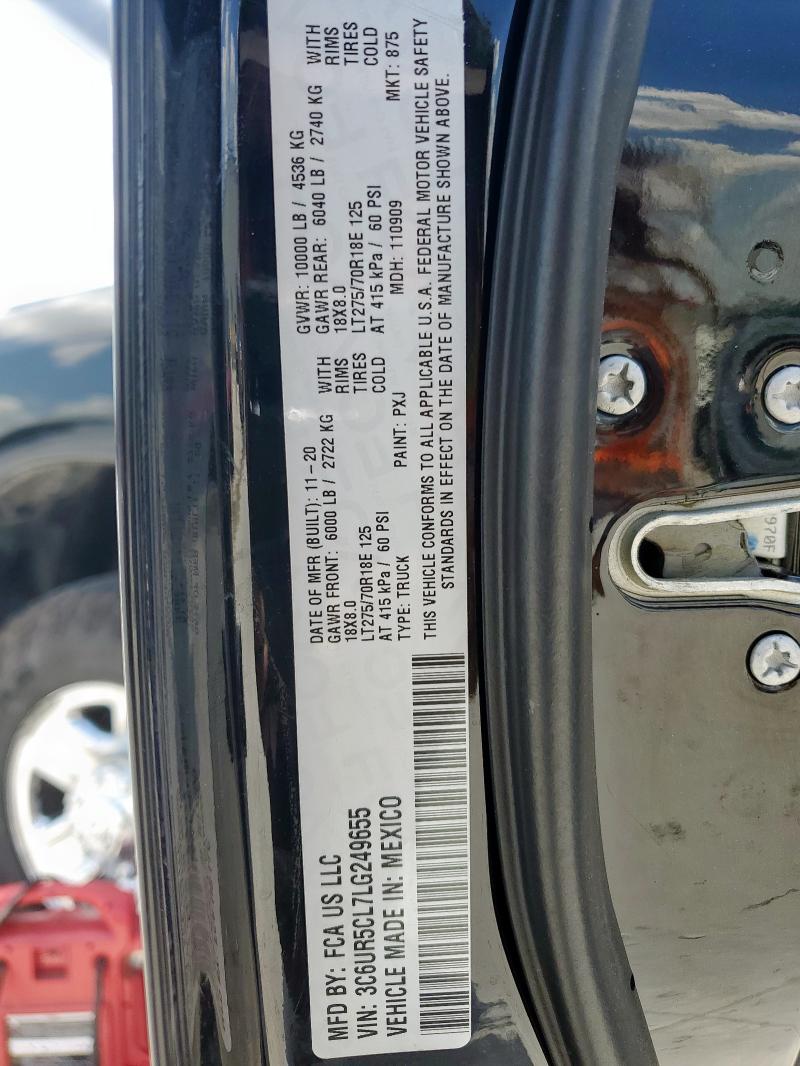 MFD BY: FCA US LLC
VIN: 3C6UR5CL7LG249655
VEHICLE MADE IN: MEXICO
DATE OF MFR (BUILT): 11-20
GAWR FRONT: 6000 LB / 2722 KG WITH
18X8.0 RIMS
LT275/70R18E 125 TIRES
AT 415 kPa / 60 PSI COLD
TYPE: TRUCK PAINT: PXJ
GVWR: 10000 LB / 4536 KG
GAWR REAR: 6040 LB / 2740 KG WITH
18X8.0 RIMS
LT275/70R18E 125 TIRES
AT 415 kPa / 60 PSI COLD
MDH: 110909 MKT: 875
THIS VEHICLE CONFORMS TO ALL APPLICABLE U.S.A. FEDERAL MOTOR VEHICLE SAFETY
STANDARDS IN EFFECT ON THE DATE OF MANUFACTURE SHOWN ABOVE.
970F